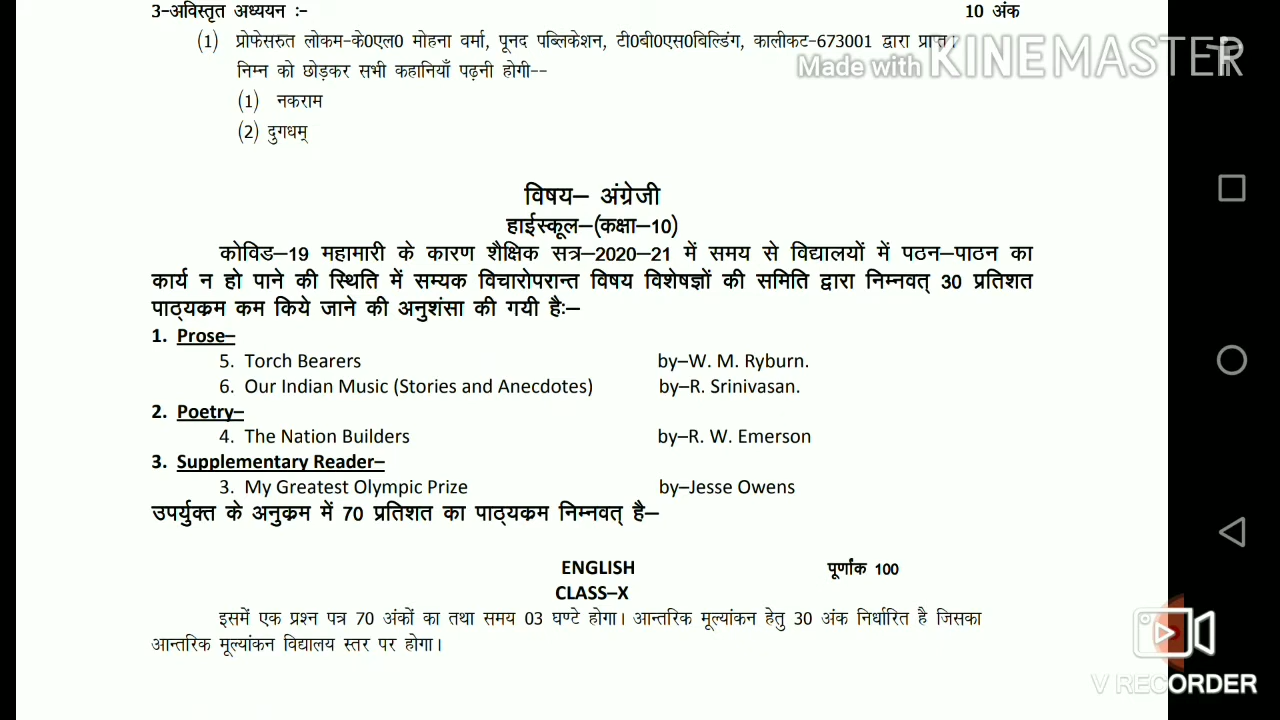 3-अविस्तृत अध्ययन :- 10 अंक
(1) प्रोफेसरुत लोकम-के0एल0 मोहना वर्मा, पूनद पब्लिकेशन, टी0बी0एस0बिल्डिंग, कालीकट-673001 द्वारा प्राप्त।
निम्न को छोड़कर सभी कहानियाँ पढ़नी होगी--
Made with KINEMASTER
(1) नकराम
(2) दुगधम्
विषय– अंग्रेजी
हाईस्कूल–(कक्षा–10)
कोविड–19 महामारी के कारण शैक्षिक सत्र–2020–21 में समय से विद्यालयों में पठन–पाठन का
कार्य न हो पाने की स्थिति में सम्यक विचारोपरान्त विषय विशेषज्ञों की समिति द्वारा निम्नवत् 30 प्रतिशत
पाठ्यक्रम कम किये जाने की अनुशंसा की गयी है:–
1. Prose–
5. Torch Bearers by–W. M. Ryburn.
6. Our Indian Music (Stories and Anecdotes) by–R. Srinivasan.
2. Poetry–
4. The Nation Builders by–R. W. Emerson
3. Supplementary Reader–
3. My Greatest Olympic Prize by–Jesse Owens
उपर्युक्त के अनुक्रम में 70 प्रतिशत का पाठ्यक्रम निम्नवत् है–
ENGLISH पूर्णांक 100
CLASS–X
इसमें एक प्रश्न पत्र 70 अंकों का तथा समय 03 घण्टे होगा। आन्तरिक मूल्यांकन हेतु 30 अंक निर्धारित है जिसका
आन्तरिक मूल्यांकन विद्यालय स्तर पर होगा।
V RECORDER